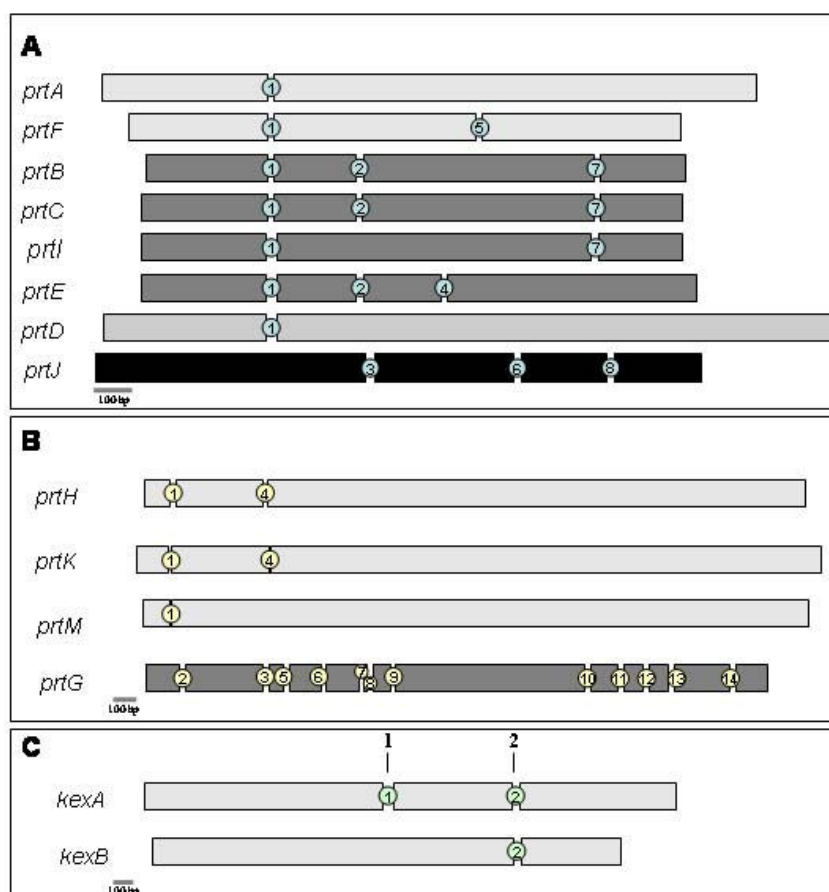 A
prtA 1
prtF 1 5
prtB 1 2 7
prtC 1 2 7
prtI 1 7
prtE 1 2 4
prtD 1
prtJ 3 6 8
100 bp
B
prtH 1 4
prtK 1 4
prtM 1
prtG 2 3 5 6 7 8 9 10 11 12 13 14
100 bp
C
1 2
kexA 1 2
kexB 2
100 bp